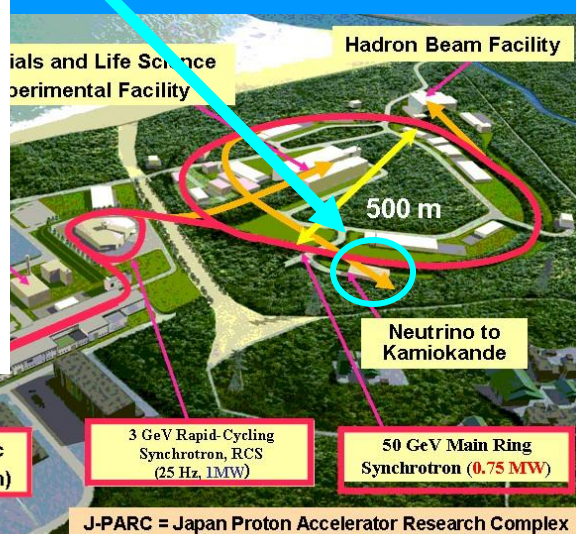 ials and Life Science
perimental Facility
Hadron Beam Facility
500 m
Neutrino to
Kamiokande
c
)
3 GeV Rapid-Cycling
Synchrotron, RCS
(25 Hz, 1MW)
50 GeV Main Ring
Synchrotron (0.75 MW)
J-PARC = Japan Proton Accelerator Research Complex